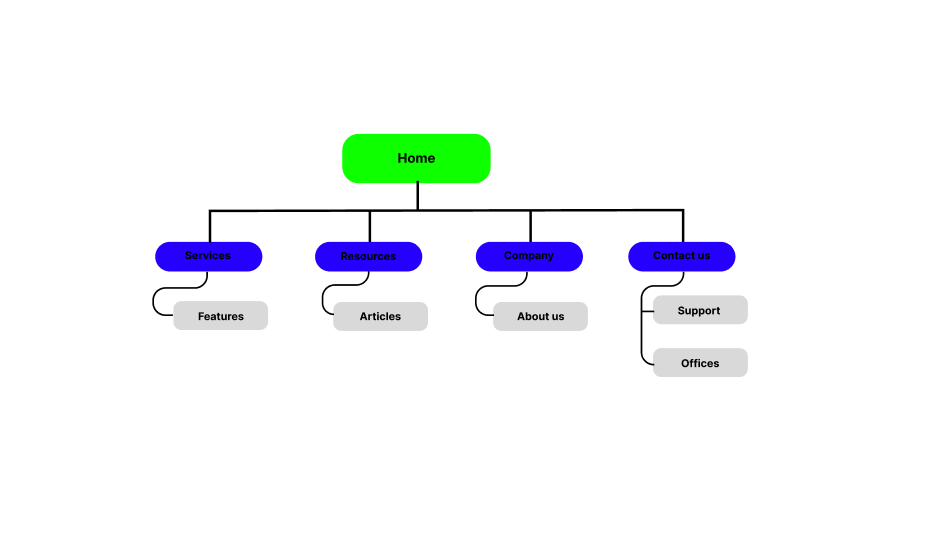 Home
Services
Resources
Company
Contact us
Features
Articles
About us
Support
Offices